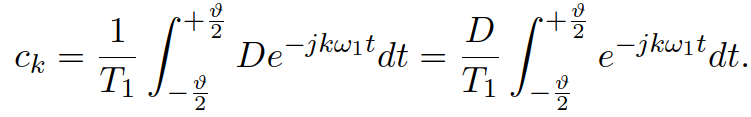 $c_k = \frac{1}{T_1} \int_{-\frac{\vartheta}{2}}^{+\frac{\vartheta}{2}} D e^{-jk\omega_1 t} dt = \frac{D}{T_1} \int_{-\frac{\vartheta}{2}}^{+\frac{\vartheta}{2}} e^{-jk\omega_1 t} dt.$